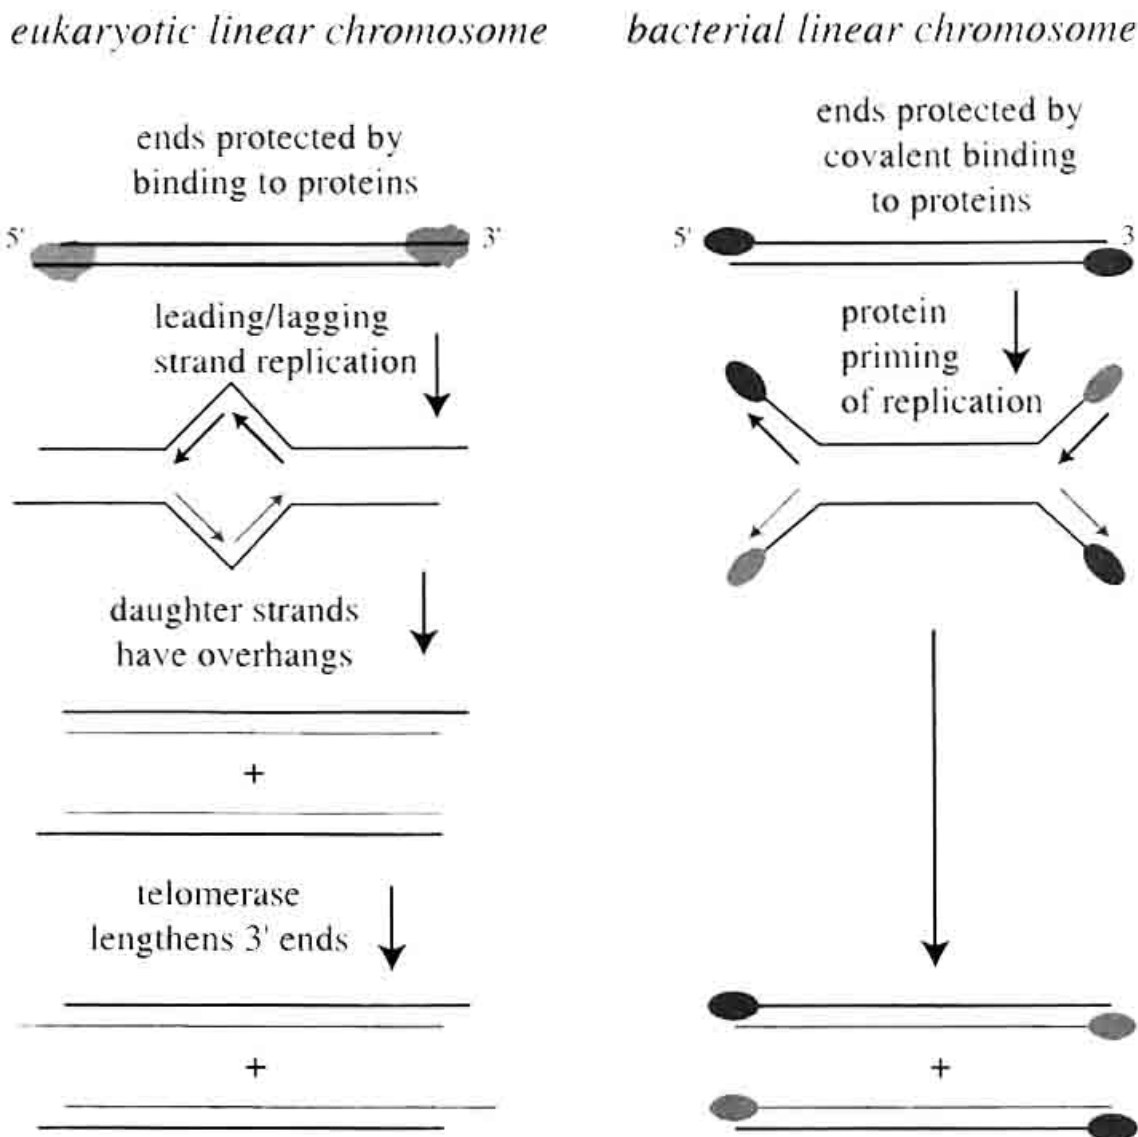 eukaryotic linear chromosome
ends protected by
binding to proteins
5'
3'
leading/lagging
strand replication
daughter strands
have overhangs
+
telomerase
lengthens 3' ends
+
bacterial linear chromosome
ends protected by
covalent binding
to proteins
5'
3
protein
priming
of replication
+